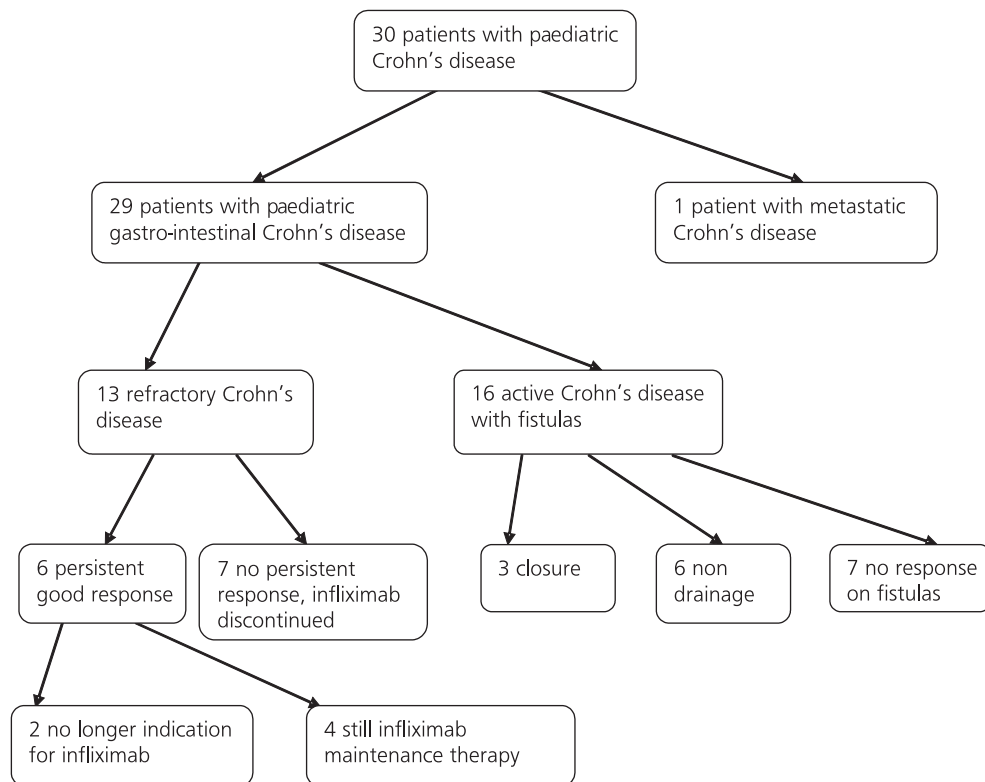 30 patients with paediatric
Crohn's disease
29 patients with paediatric
gastro-intestinal Crohn's disease
1 patient with metastatic
Crohn's disease
13 refractory Crohn's
disease
16 active Crohn's disease
with fistulas
6 persistent
good response
7 no persistent
response, infliximab
discontinued
3 closure
6 non
drainage
7 no response
on fistulas
2 no longer indication
for infliximab
4 still infliximab
maintenance therapy